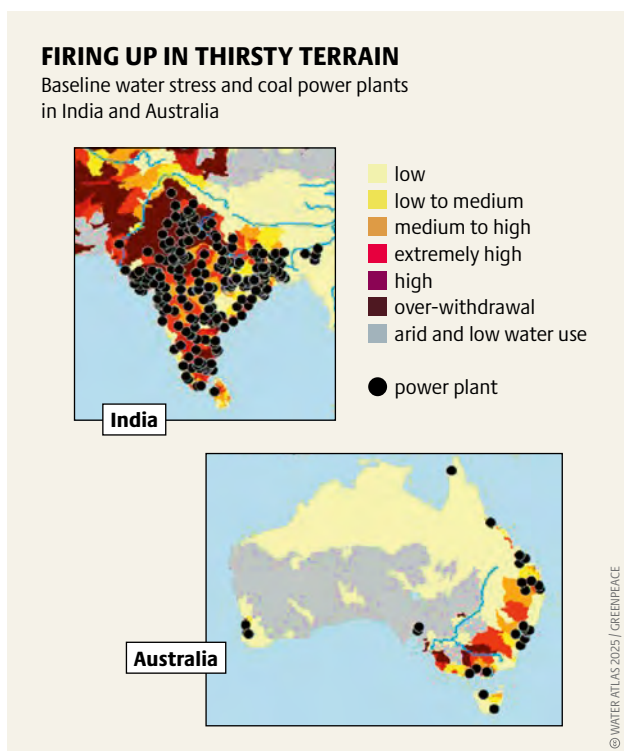 FIRING UP IN THIRSTY TERRAIN
Baseline water stress and coal power plants
in India and Australia
low
low to medium
medium to high
extremely high
high
over-withdrawal
arid and low water use
power plant
India
Australia
© WATER ATLAS 2025 / GREENPEACE